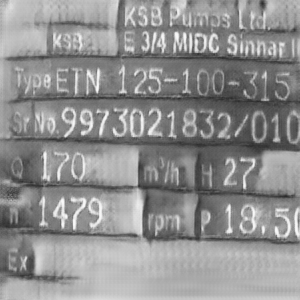 KSB Pumps Ltd.
KSB E 3/4 MIDC Sinnar
Type ETN 125-100-315
Sr No. 9973021832/010
Q 170 m³/h H 27
n 1479 rpm P 18.50
Ex